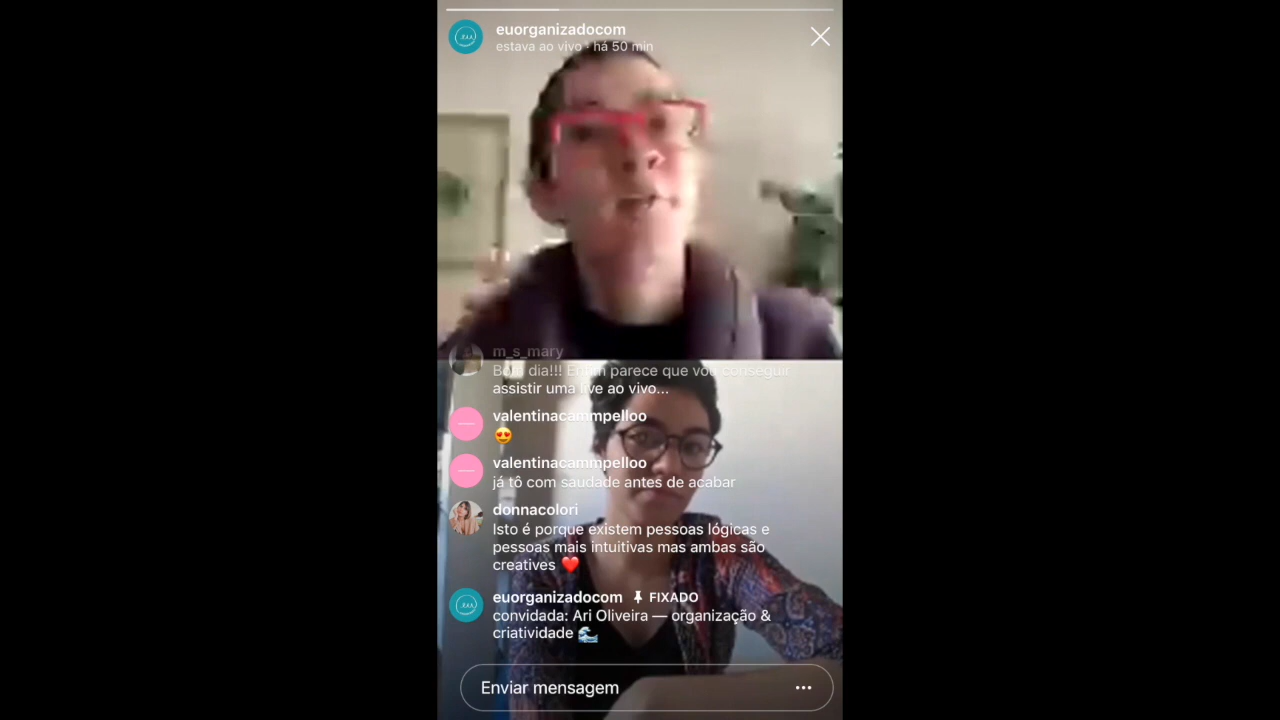 euorganizadocom
estava ao vivo · há 50 min
m_s_mary
Bom dia!!! Enfim parece que vou conseguir
assistir uma live ao vivo...
valentinacammpelloo
😍
valentinacammpelloo
já tô com saudade antes de acabar
donnacolori
Isto é porque existem pessoas lógicas e
pessoas mais intuitivas mas ambas são
creatives ❤️
euorganizadocom FIXADO
convidada: Ari Oliveira — organização &
criatividade 🌊
Enviar mensagem